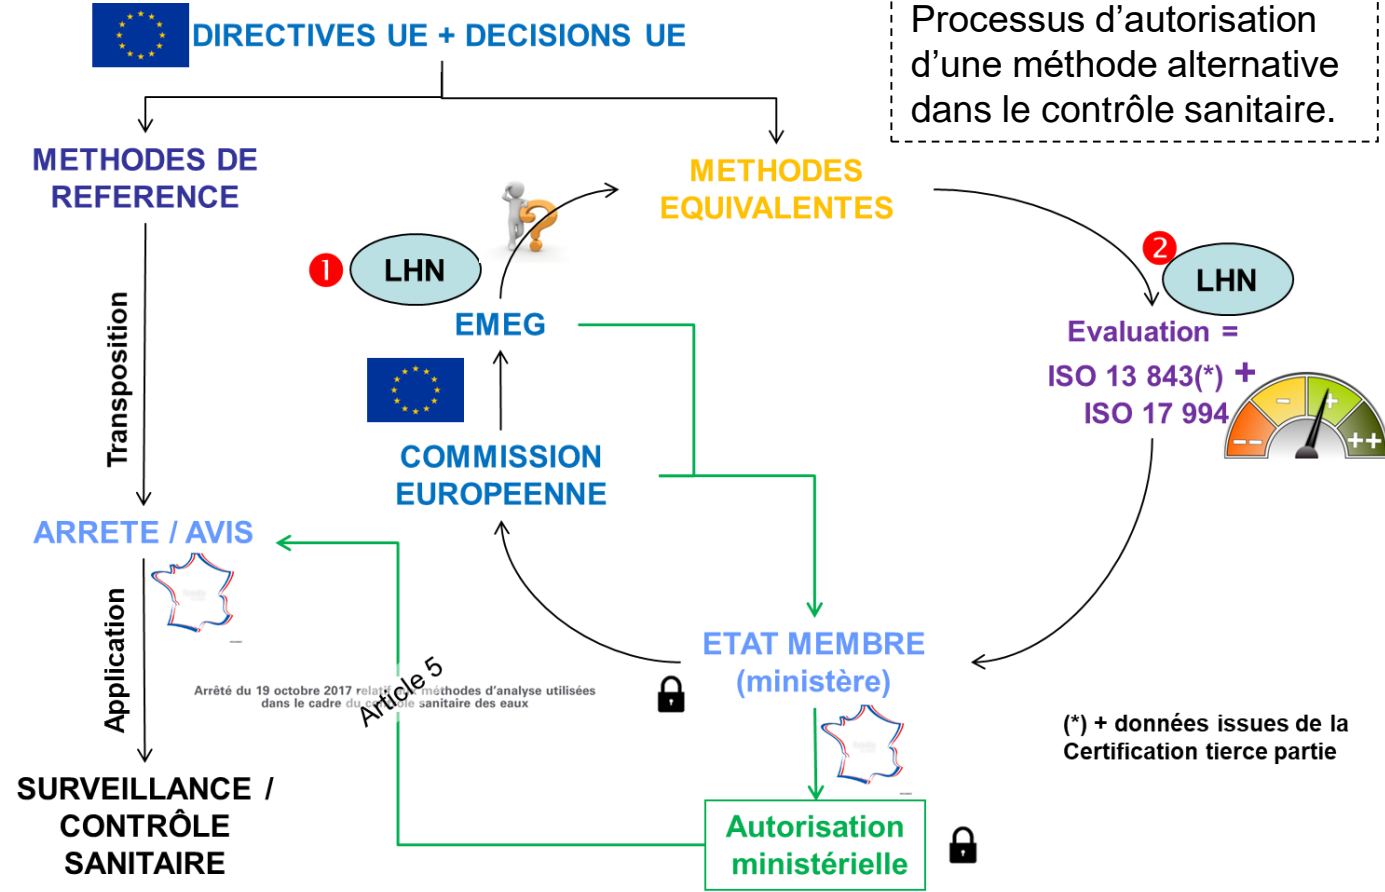 DIRECTIVES UE + DECISIONS UE
Processus d’autorisation
d’une méthode alternative
dans le contrôle sanitaire.
METHODES DE
REFERENCE
METHODES
EQUIVALENTES
1
LHN
2
LHN
EMEG
Evaluation =
ISO 13 843(*) +
ISO 17 994
--
-
+
++
Transposition
COMMISSION
EUROPEENNE
ARRETE / AVIS
Application
ETAT MEMBRE
(ministère)
Arrêté du 19 octobre 2017 relatif aux méthodes d’analyse utilisées
dans le cadre du contrôle sanitaire des eaux
Article 5
(*) + données issues de la
Certification tierce partie
SURVEILLANCE /
CONTRÔLE
SANITAIRE
Autorisation
ministérielle